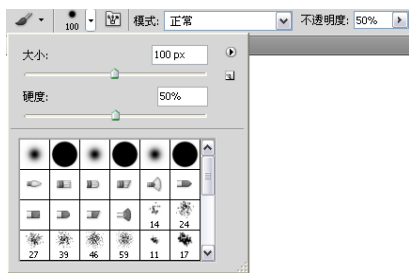 100 模式: 正常 不透明度: 50%
大小: 100 px
硬度: 50%
14 24
27 39 46 59 11 17